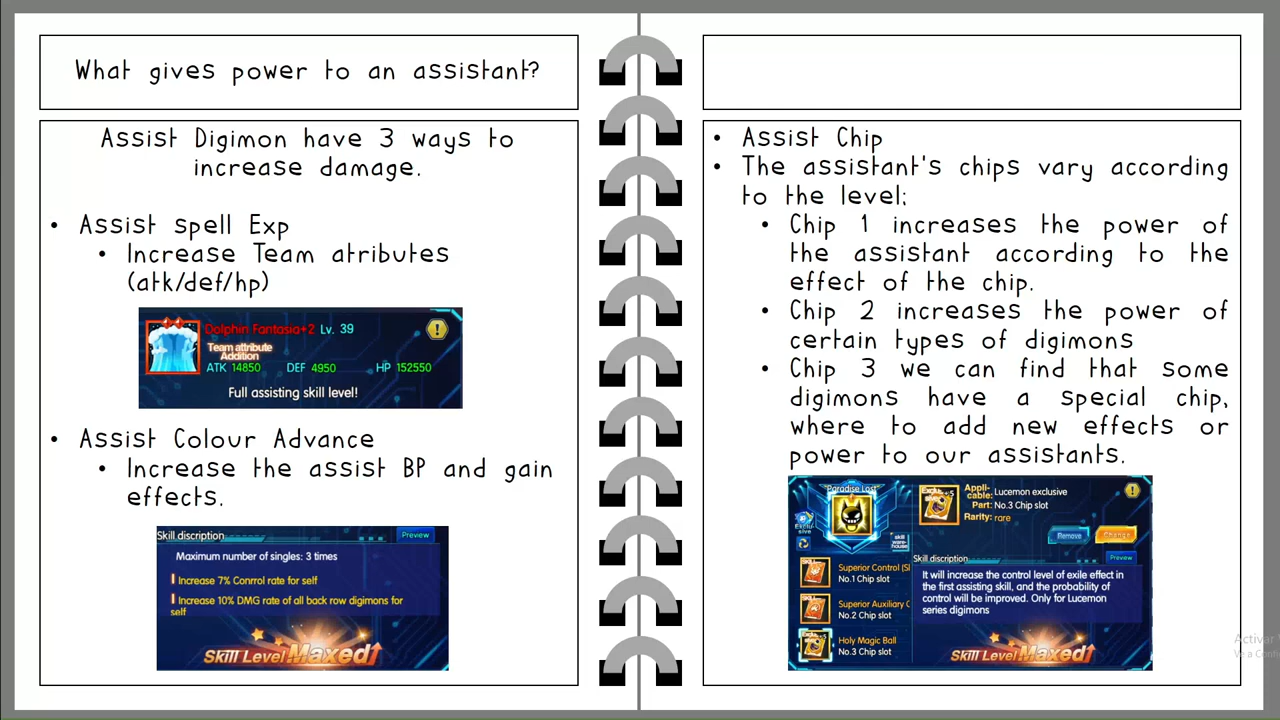 What gives power to an assistant?
Assist Digimon have 3 ways to
increase damage.
• Assist spell Exp
• Increase Team atributes
(atk/def/hp)
Dolphin Fantasia+2 Lv. 39
Team attribute
Addition
ATK 14850 DEF 4950 HP 152550
Full assisting skill level!
• Assist Colour Advance
• Increase the assist BP and gain
effects.
Skill discription
Preview
Maximum number of singles: 3 times
Increase 7% Conrrol rate for self
Increase 10% DMG rate of all back row digimons for
self
Skill Level Maxed
• Assist Chip
• The assistant's chips vary according
to the level;
• Chip 1 increases the power of
the assistant according to the
effect of the chip.
• Chip 2 increases the power of
certain types of digimons
• Chip 3 we can find that some
digimons have a special chip,
where to add new effects or
power to our assistants.
Paradise Lost
Exclu
sive
skill
ware-
house
Superior Control (S
No.1 Chip slot
Superior Auxiliary C
No.2 Chip slot
Holy Magic Ball
No.3 Chip slot
Appli-
cable: Lucemon exclusive
Part: No.3 Chip slot
Rarity: rare
Remove
Change
Skill discription
Preview
It will increase the control level of exile effect in
the first assisting skill, and the probability of
control will be improved. Only for Lucemon
series digimons
Skill Level Maxed
Activar
Ve a Confi